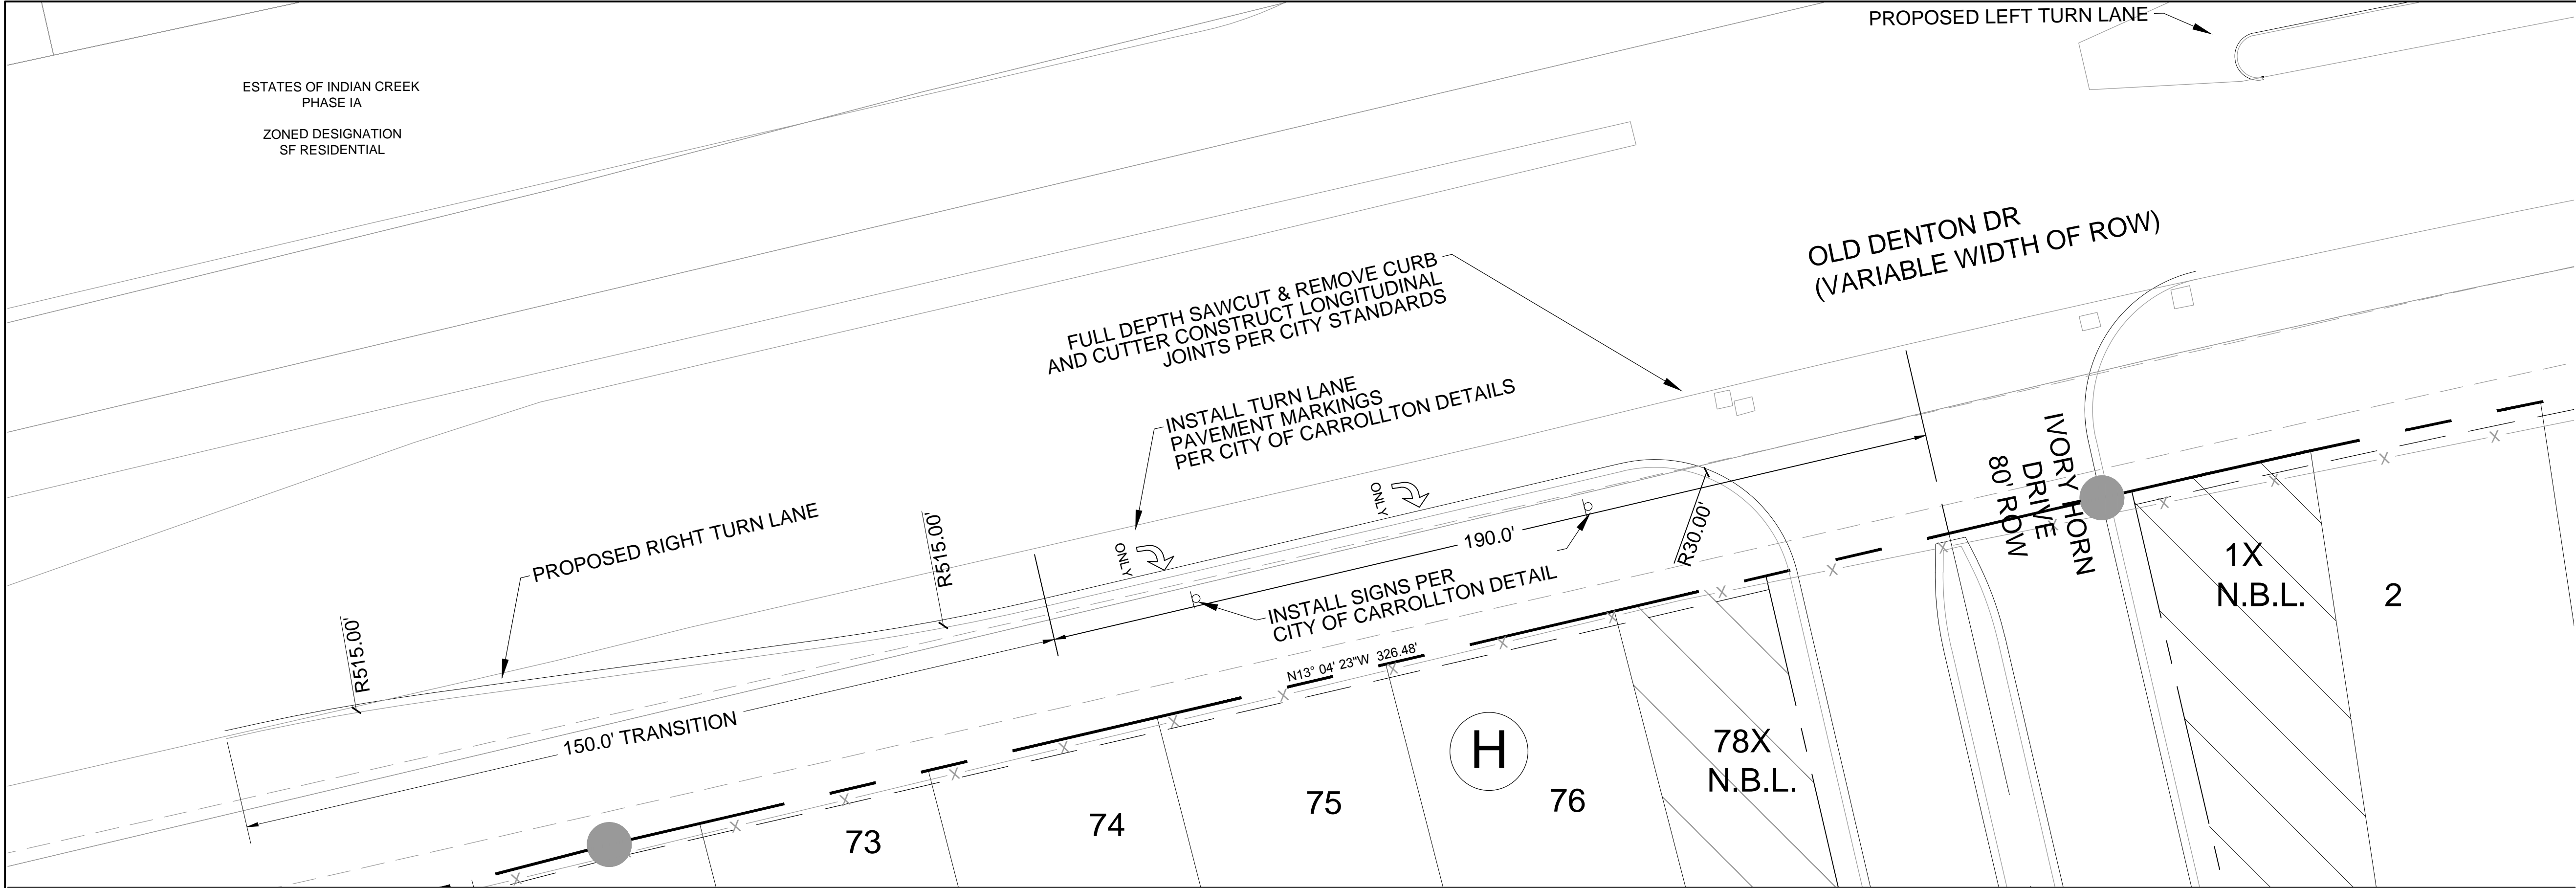 PROPOSED LEFT TURN LANE
ESTATES OF INDIAN CREEK
PHASE IA
ZONED DESIGNATION
SF RESIDENTIAL
OLD DENTON DR
(VARIABLE WIDTH OF ROW)
FULL DEPTH SAWCUT & REMOVE CURB
AND CUTTER CONSTRUCT LONGITUDINAL
JOINTS PER CITY STANDARDS
INSTALL TURN LANE
PAVEMENT MARKINGS
PER CITY OF CARROLLTON DETAILS
PROPOSED RIGHT TURN LANE
R515.00'
R515.00'
ONLY
ONLY
190.0'
R30.00'
INSTALL SIGNS PER
CITY OF CARROLLTON DETAIL
IVORY HORN
DRIVE
80' ROW
N13° 04' 23"W 326.48'
150.0' TRANSITION
1X
N.B.L.
2
H
78X
N.B.L.
73
74
75
76